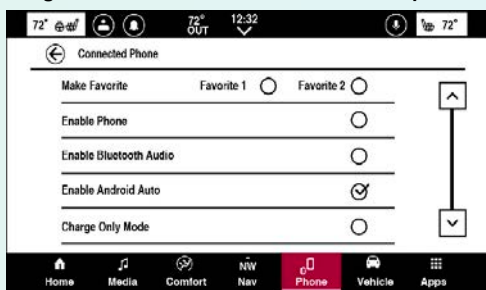 72° 72° OUT 12:32 72°
Connected Phone
Make Favorite Favorite 1 Favorite 2
Enable Phone
Enable Bluetooth Audio
Enable Android Auto
Charge Only Mode
NW
Home Media Comfort Nav Phone Vehicle Apps